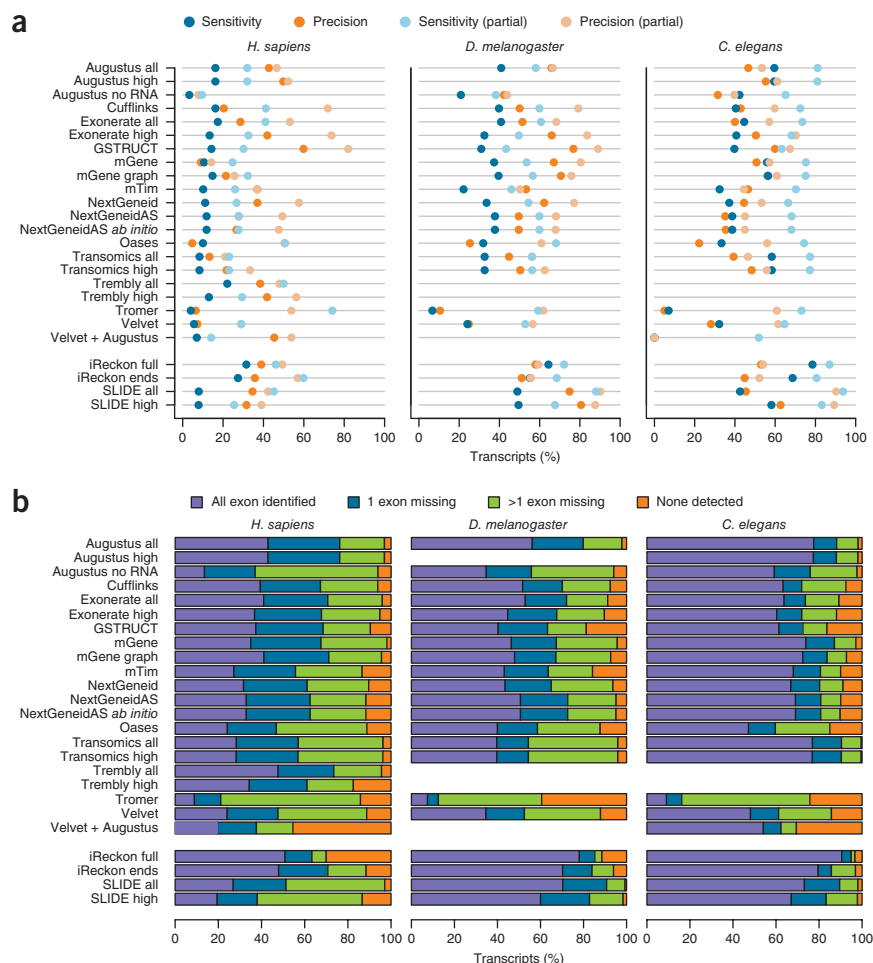 a
Sensitivity Precision Sensitivity (partial) Precision (partial)
H. sapiens D. melanogaster C. elegans
Augustus all
Augustus high
Augustus no RNA
Cufflinks
Exonerate all
Exonerate high
GSTRUCT
mGene
mGene graph
mTim
NextGeneid
NextGeneidAS
NextGeneidAS ab initio
Oases
Transomics all
Transomics high
Trembly all
Trembly high
Tromer
Velvet
Velvet + Augustus
iReckon full
iReckon ends
SLIDE all
SLIDE high
0 20 40 60 80 100 0 20 40 60 80 100 0 20 40 60 80 100
Transcripts (%)
b
All exon identified 1 exon missing >1 exon missing None detected
H. sapiens D. melanogaster C. elegans
Augustus all
Augustus high
Augustus no RNA
Cufflinks
Exonerate all
Exonerate high
GSTRUCT
mGene
mGene graph
mTim
NextGeneid
NextGeneidAS
NextGeneidAS ab initio
Oases
Transomics all
Transomics high
Trembly all
Trembly high
Tromer
Velvet
Velvet + Augustus
iReckon full
iReckon ends
SLIDE all
SLIDE high
0 20 40 60 80 100 0 20 40 60 80 100 0 20 40 60 80 100
Transcripts (%)